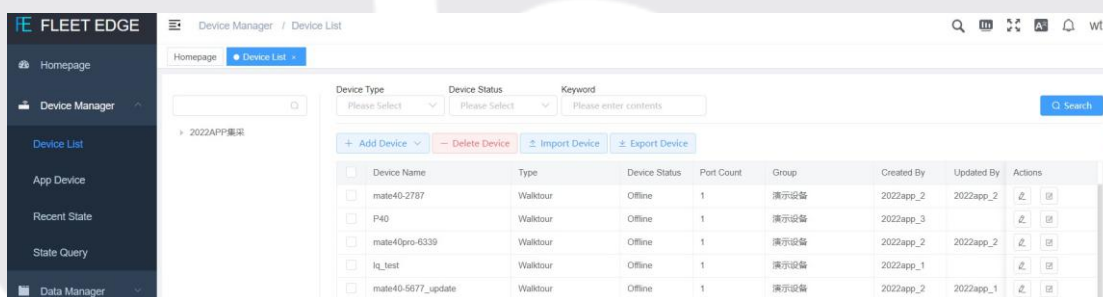 FLEET EDGE
Device Manager / Device List
wt
Homepage
Device List
Homepage
Device Manager
Device List
App Device
Recent State
State Query
Data Manager
2022APP集采
Device Type Device Status Keyword
Please Select Please Select Please enter contents
Search
+ Add Device − Delete Device Import Device Export Device
Device Name Type Device Status Port Count Group Created By Updated By Actions
mate40-2787 Walktour Offline 1 演示设备 2022app_2 2022app_2
P40 Walktour Offline 1 演示设备 2022app_3
mate40pro-6339 Walktour Offline 1 演示设备 2022app_2 2022app_2
lq_test Walktour Offline 1 演示设备 2022app_1
mate40-5677_update Walktour Offline 1 演示设备 2022app_2 2022app_1